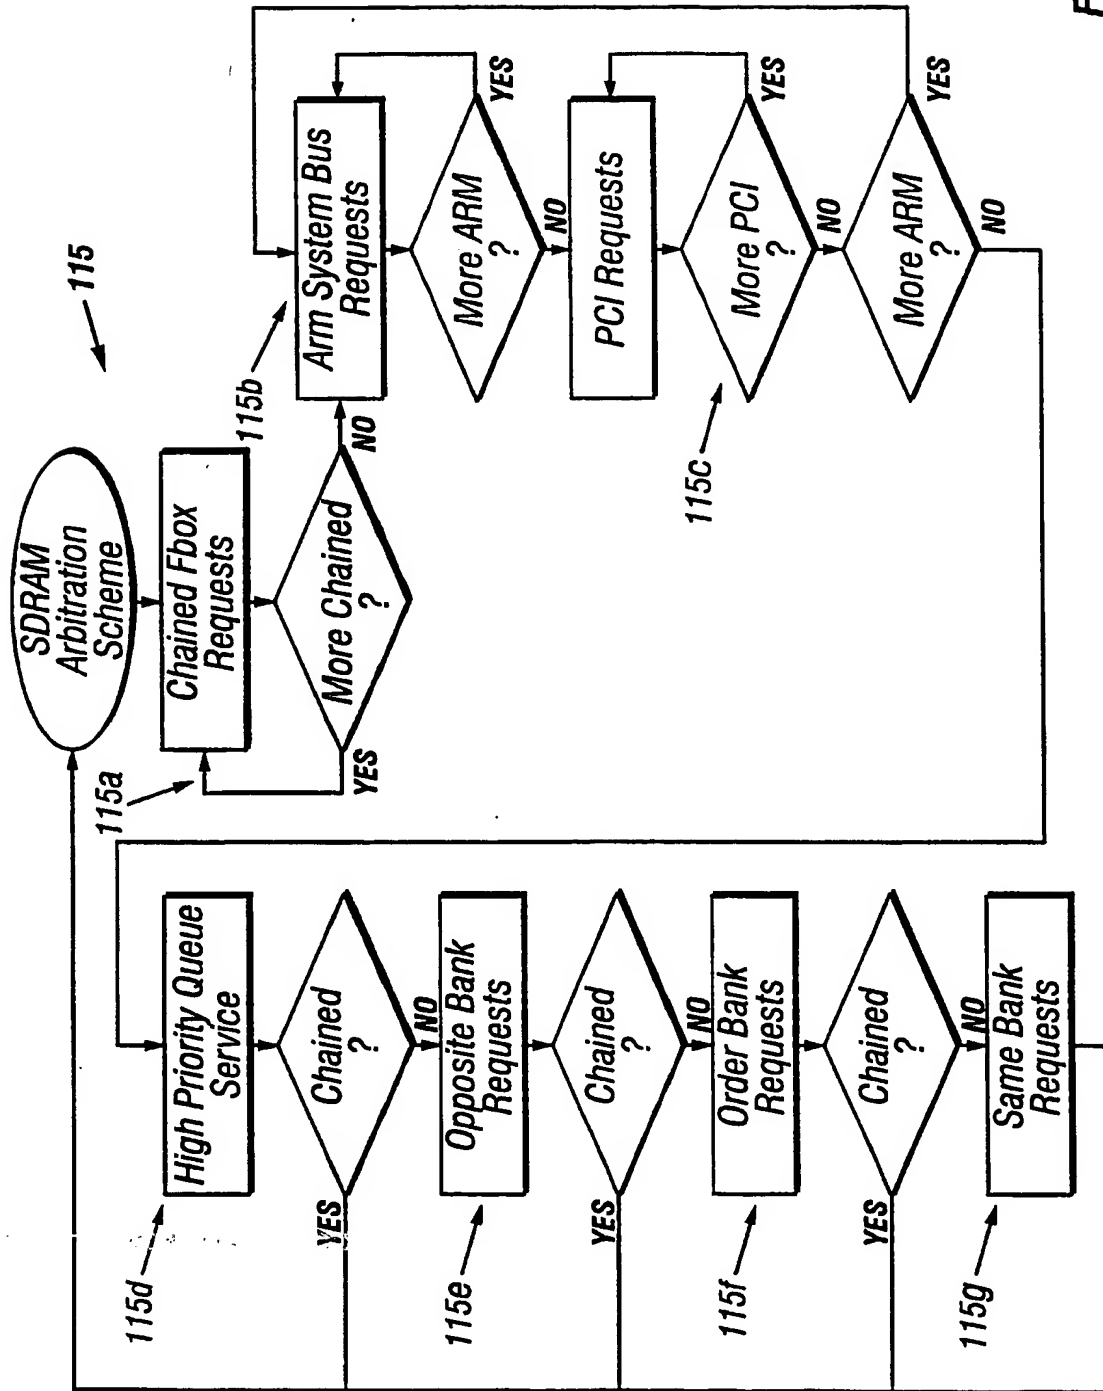 115
SDRAM
Arbitration
Scheme
115a
Chained Fbox
Requests
More Chained
?
YES
NO
115b
Arm System Bus
Requests
More ARM
?
YES
NO
PCI Requests
115c
More PCI
?
YES
NO
More ARM
?
YES
NO
115d
High Priority Queue
Service
Chained
?
YES
NO
115e
Opposite Bank
Requests
Chained
?
YES
NO
115f
Order Bank
Requests
Chained
?
YES
NO
115g
Same Bank
Requests